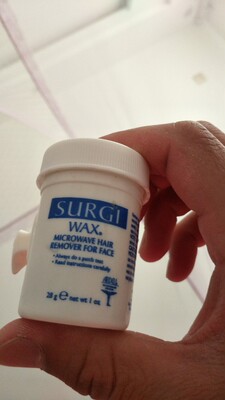 SURGI
WAX®
MICROWAVE HAIR
REMOVER FOR FACE
• Always do a patch test
• Read instructions carefully
28 g ℮ net wt 1 oz